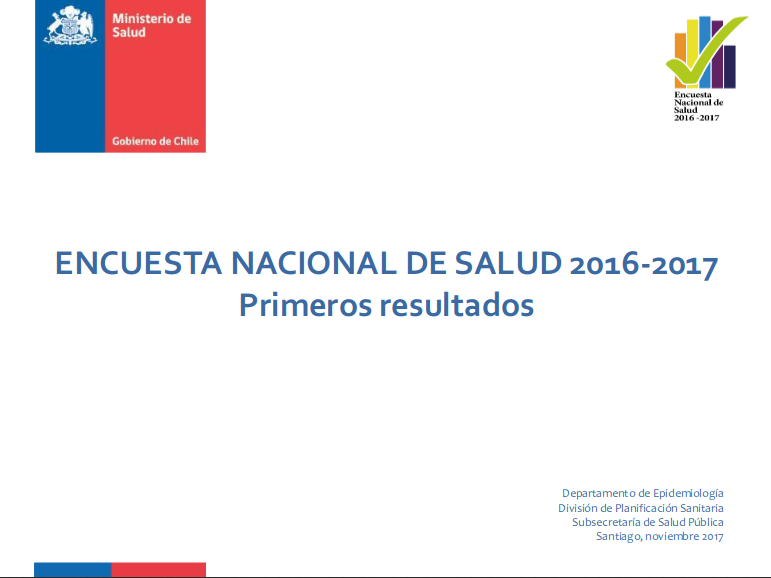 Ministerio de
Salud
Gobierno de Chile
Encuesta
Nacional de
Salud
2016 -2017
ENCUESTA NACIONAL DE SALUD 2016-2017
Primeros resultados
Departamento de Epidemiología
División de Planificación Sanitaria
Subsecretaría de Salud Pública
Santiago, noviembre 2017